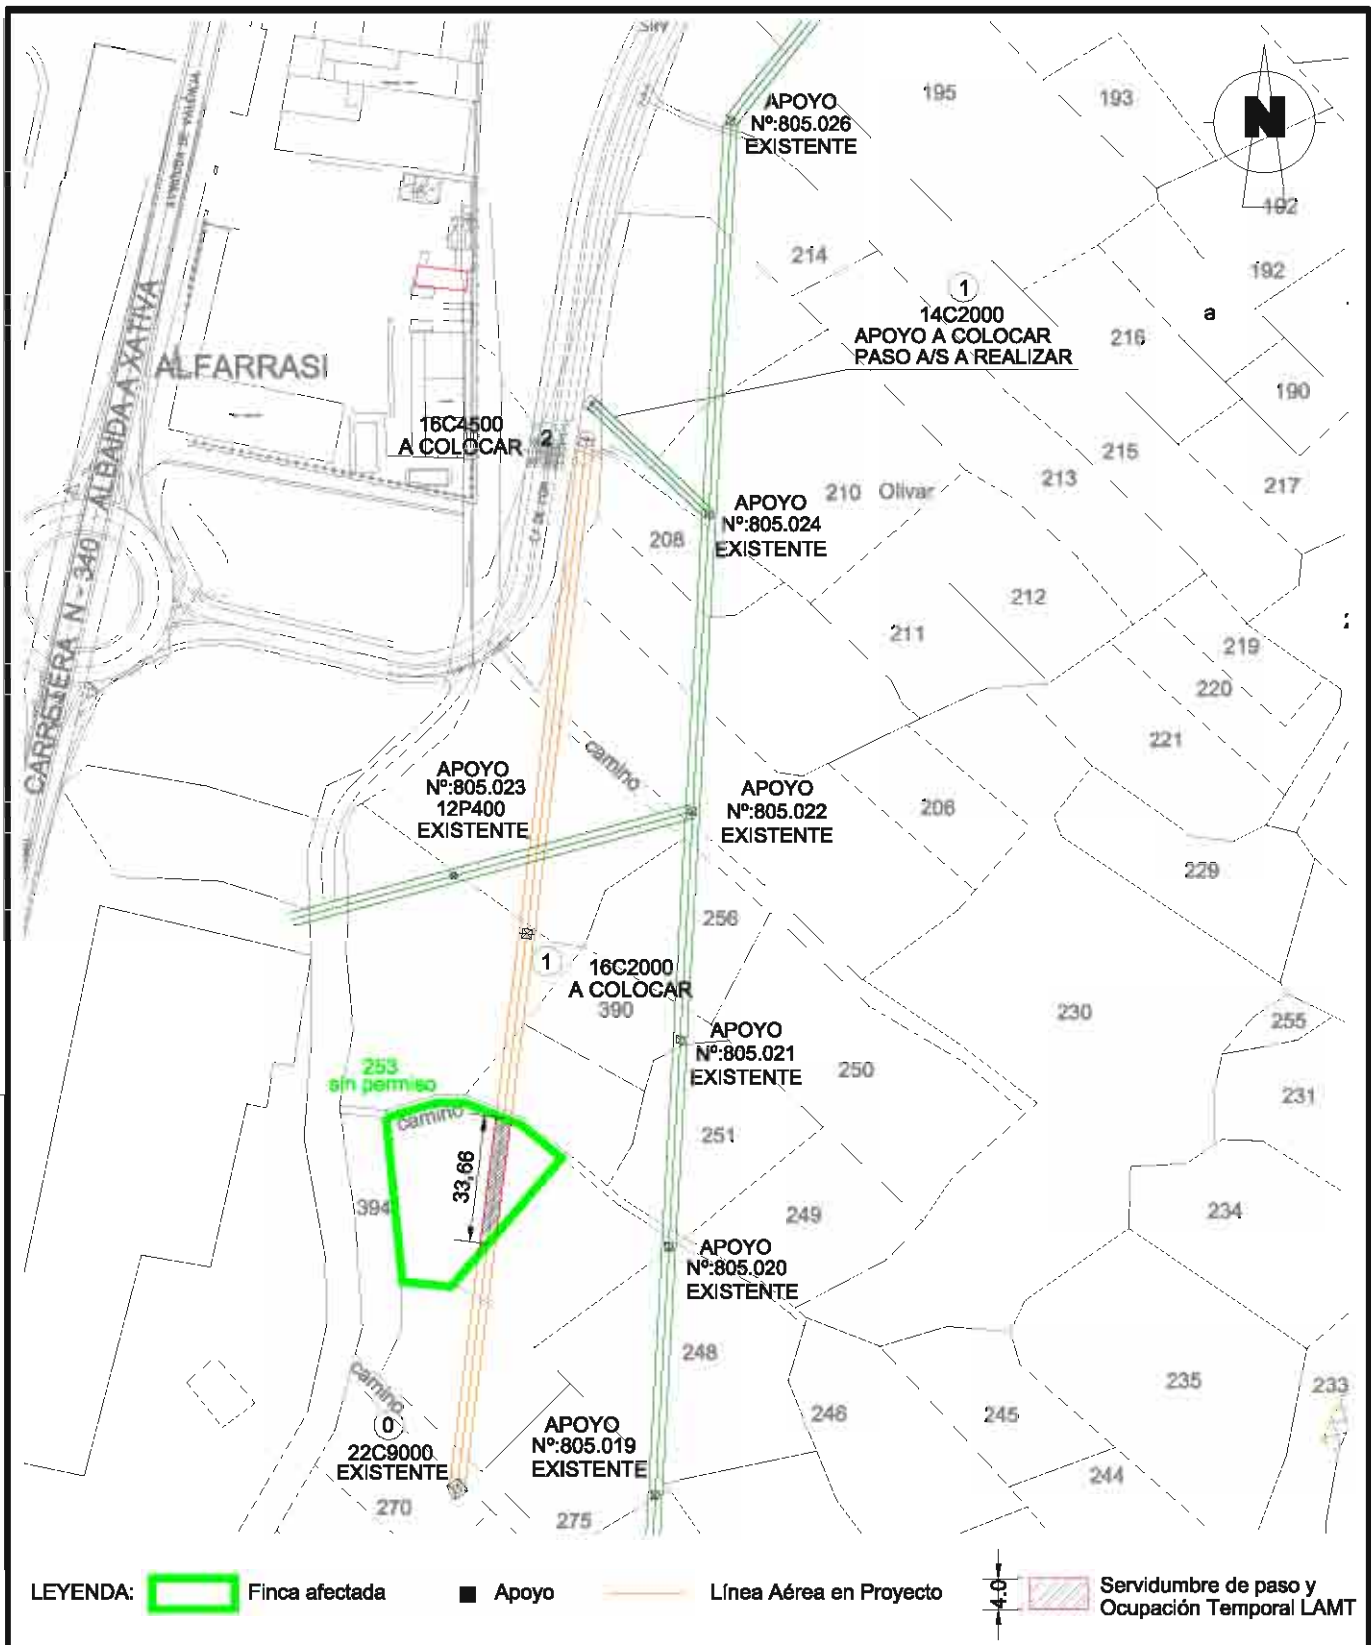 APOYO
Nº:805.026
EXISTENTE
195
193
N
192
214
192
1
14C2000
APOYO A COLOCAR
PASO A/S A REALIZAR
a
216
190
AVINGUDA DE VALENCIA
ALFARRASI
CARRETERA N - 340 ALBAIDA A XATIVA
16C4500
A COLOCAR
2
215
213
217
210 Olivar
APOYO
Nº:805.024
EXISTENTE
208
212
211
219
220
221
camino
APOYO
Nº:805.023
12P400
EXISTENTE
APOYO
Nº:805.022
EXISTENTE
206
229
256
1
16C2000
A COLOCAR
390
230
255
APOYO
Nº:805.021
EXISTENTE
250
231
253
sin permiso
camino
251
33,66
394
249
234
APOYO
Nº:805.020
EXISTENTE
248
235
233
camino
246
245
0
22C9000
EXISTENTE
APOYO
Nº:805.019
EXISTENTE
244
270
275
LEYENDA:
Finca afectada
Apoyo
Línea Aérea en Proyecto
4.0
Servidumbre de paso y
Ocupación Temporal LAMT